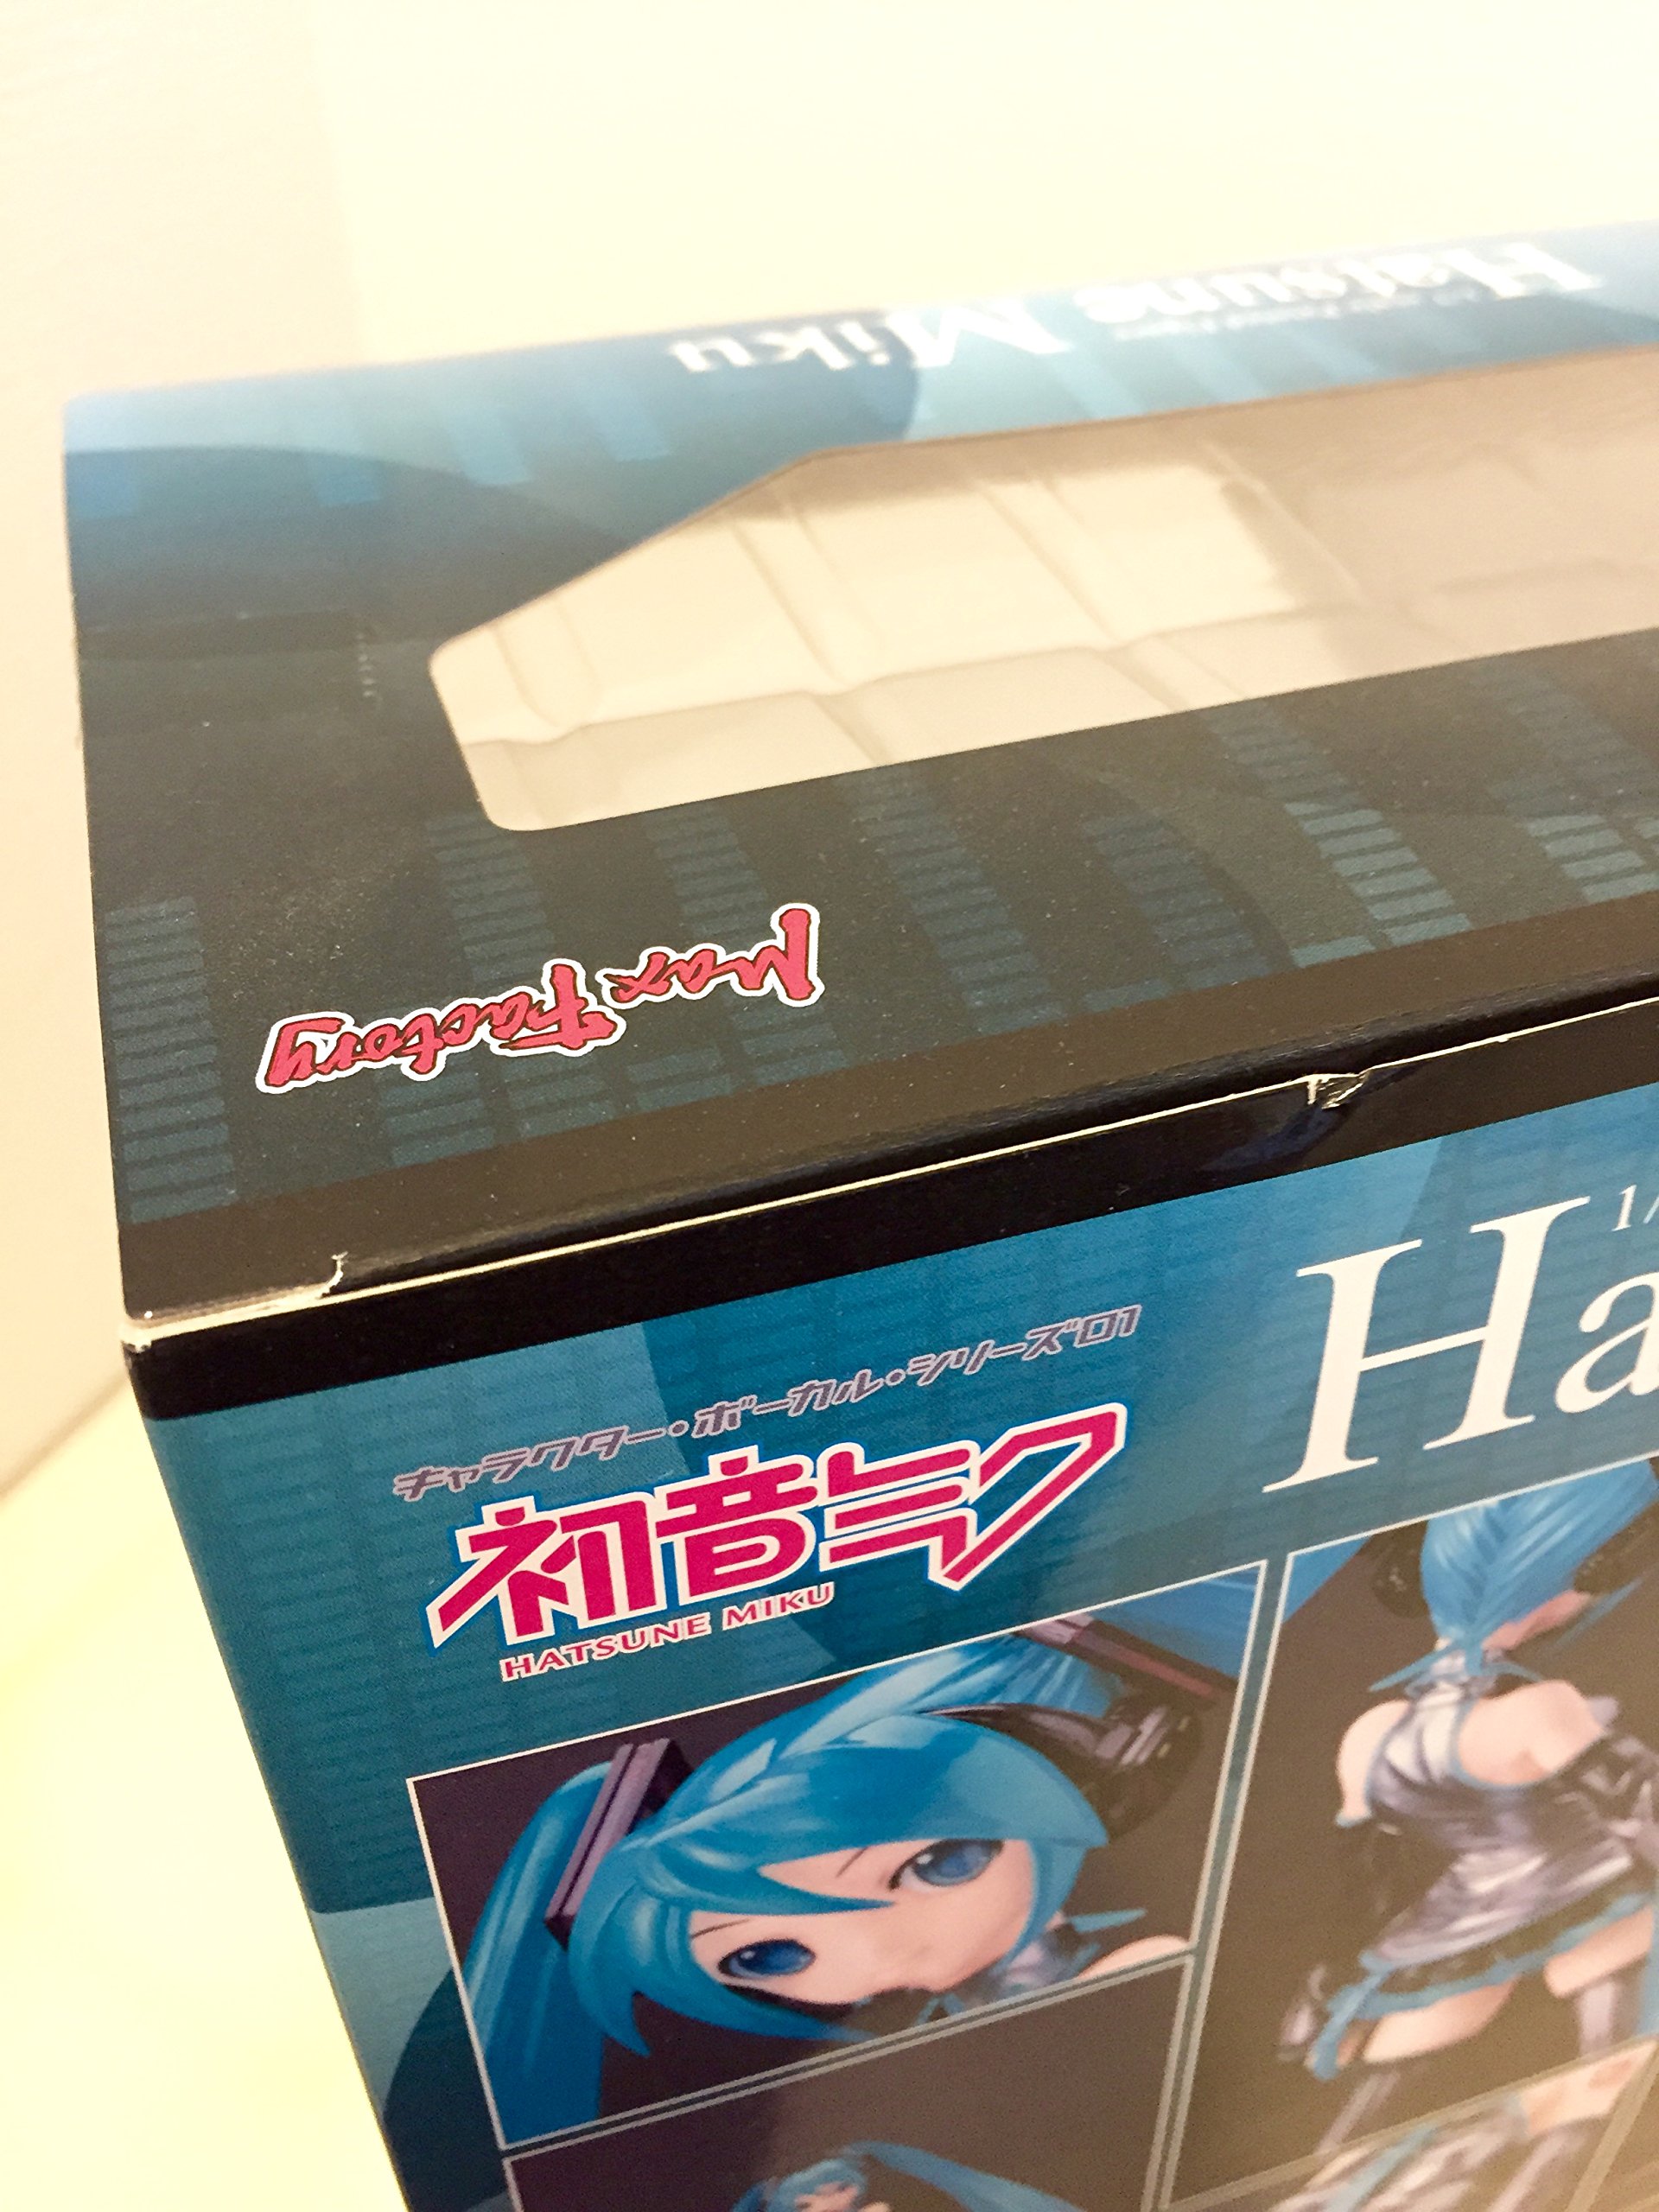 Hatsune Miku
Max Factory
キャラクター・ボーカル・シリーズ01
初音ミク
HATSUNE MIKU
1/
Ha